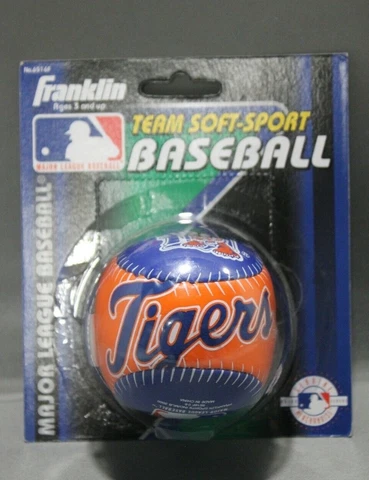 Franklin
Ages 3 and up
TEAM SOFT-SPORT
BASEBALL
MAJOR LEAGUE BASEBALL
MAJOR LEAGUE BASEBALL
Tigers